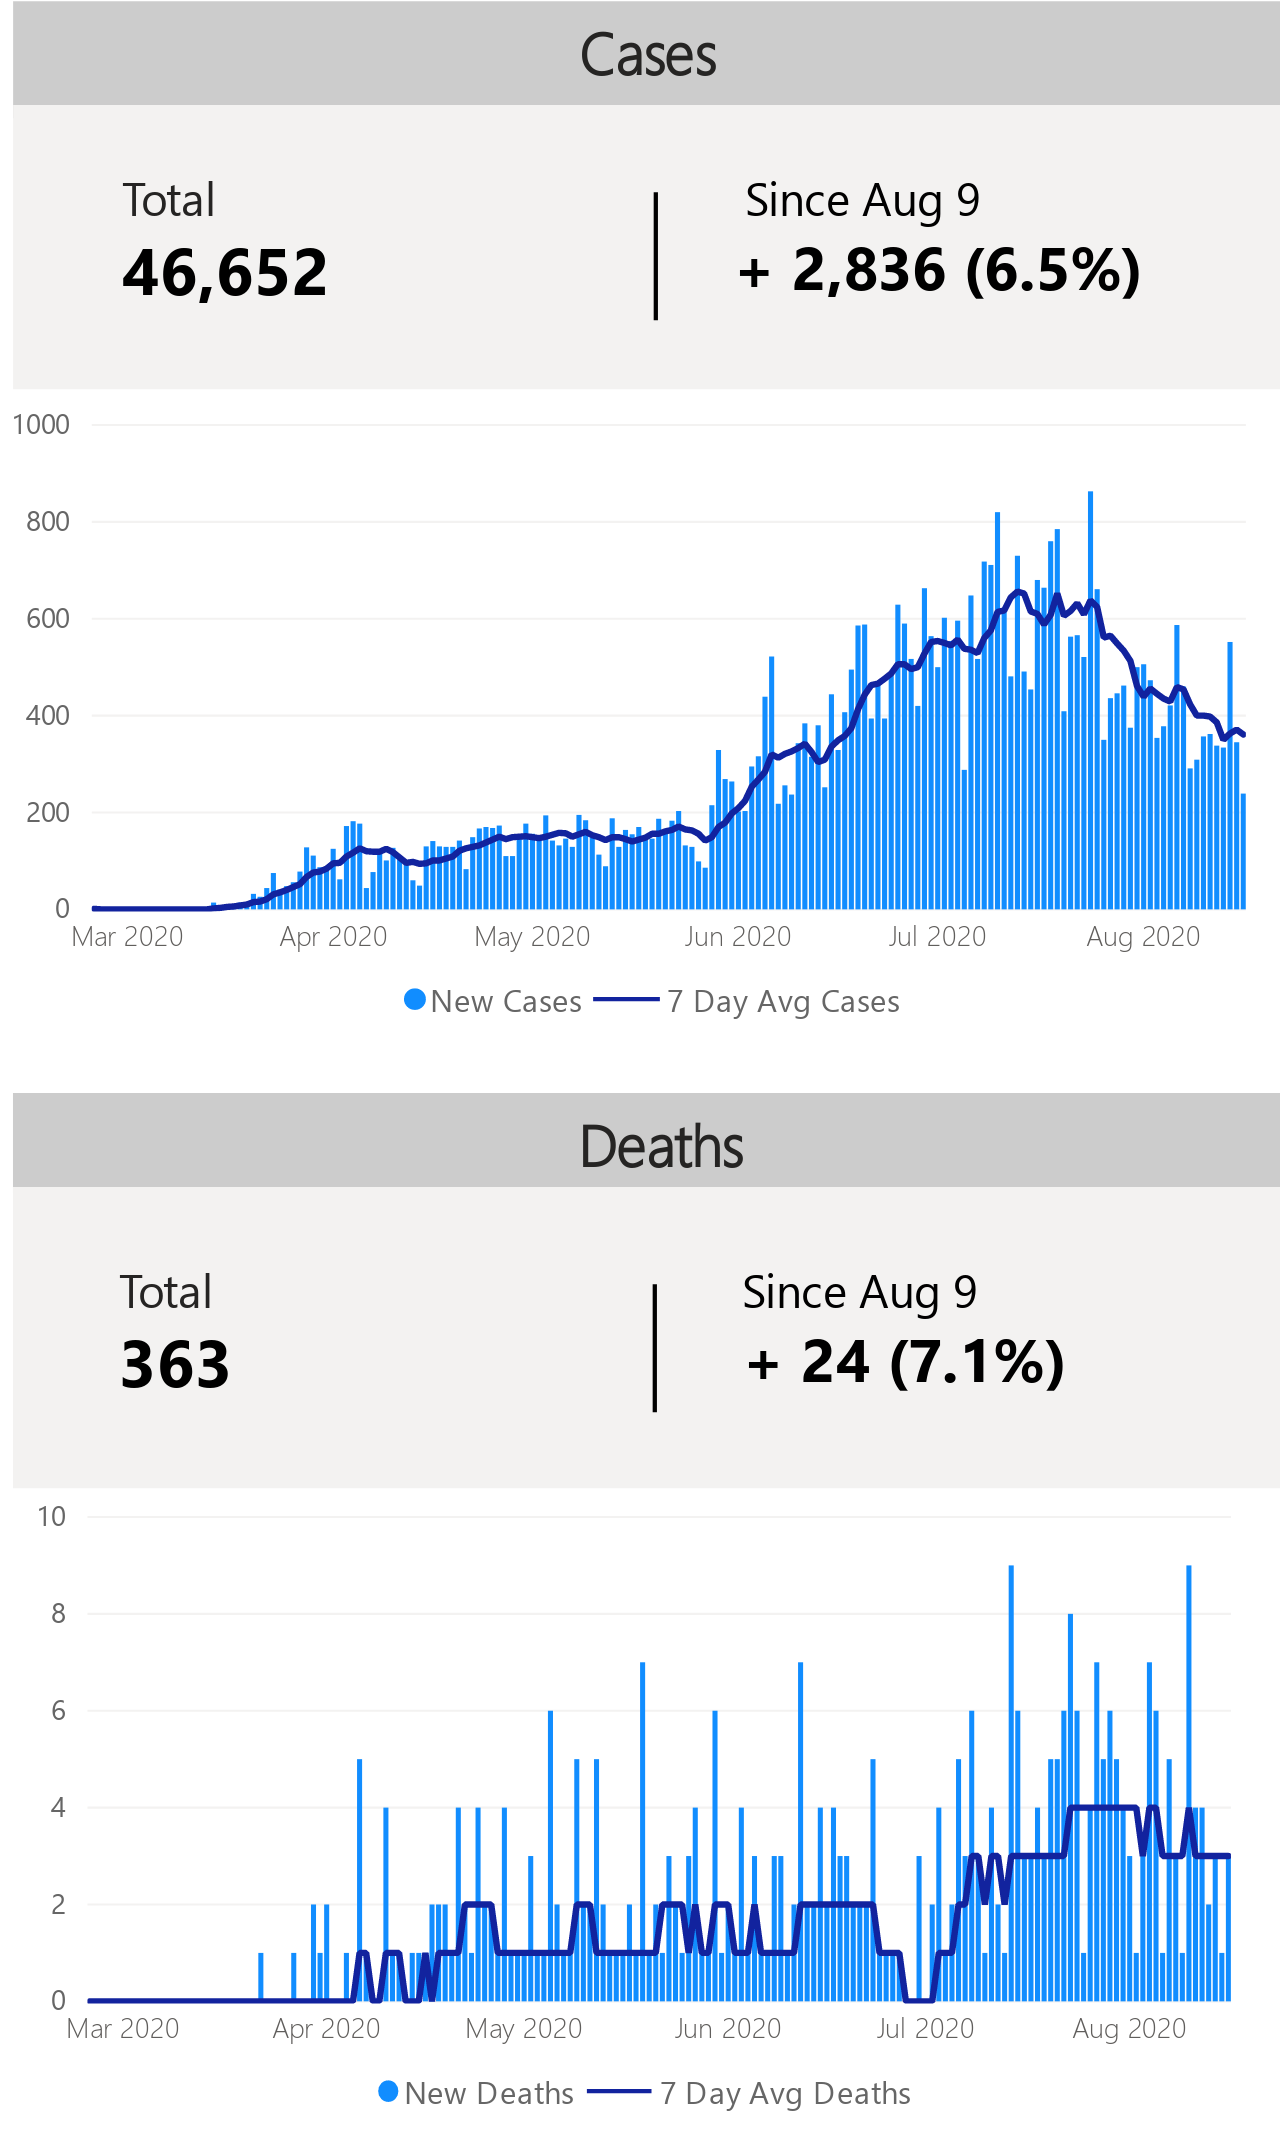 Cases
Total
Since Aug 9
46,652
+ 2,836 (6.5%)
1000
800
600
400
200
0
Mar 2020 Apr 2020 May 2020 Jun 2020 Jul 2020 Aug 2020
New Cases 7 Day Avg Cases
Deaths
Total
Since Aug 9
363
+ 24 (7.1%)
10
8
6
4
2
0
Mar 2020 Apr 2020 May 2020 Jun 2020 Jul 2020 Aug 2020
New Deaths 7 Day Avg Deaths